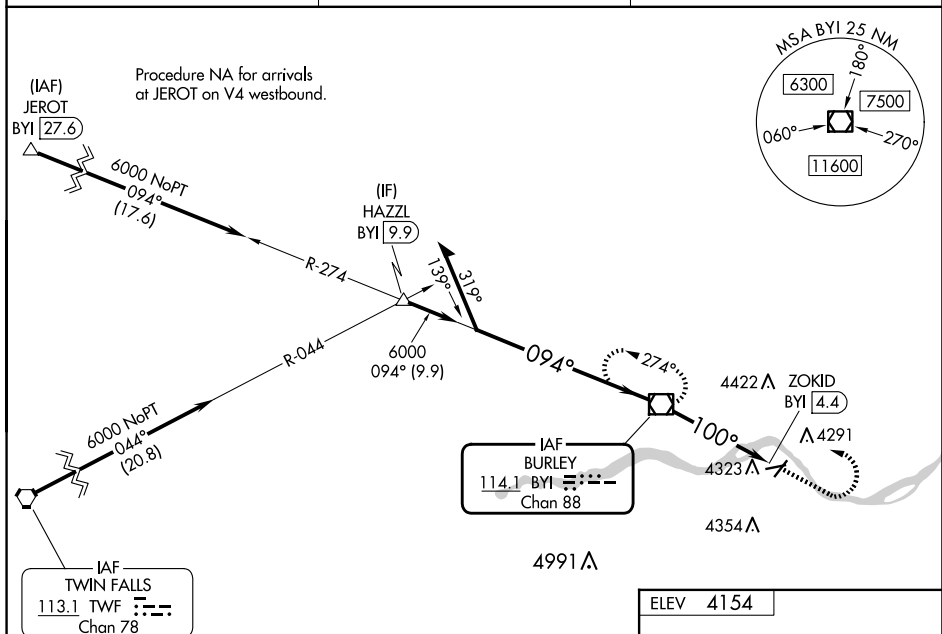 Procedure NA for arrivals
at JEROT on V4 westbound.
(IAF)
JEROT
BYI 27.6
6000 NoPT
094°
(17.6)
R-274
(IF)
HAZZL
BYI 9.9
139°
319°
6000
094° (9.9)
R-044
6000 NoPT
044°
(20.8)
IAF
TWIN FALLS
113.1 TWF
Chan 78
094°
274°
IAF
BURLEY
114.1 BYI
Chan 88
100°
4422
ZOKID
BYI 4.4
4291
4323
4354
4991
MSA BYI 25 NM
180°
6300
7500
060°
270°
11600
ELEV 4154